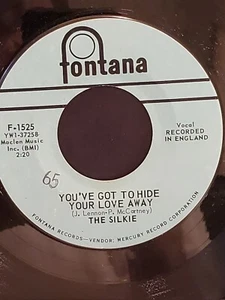 fontana
F-1525
YW1-37258
Maclen Music
Inc. (BMI)
2:20
Vocal
RECORDED
IN ENGLAND
65
YOU'VE GOT TO HIDE
YOUR LOVE AWAY
(J. Lennon-P. McCartney)
THE SILKIE
FONTANA RECORDS—VENDOR: MERCURY RECORD CORPORATION